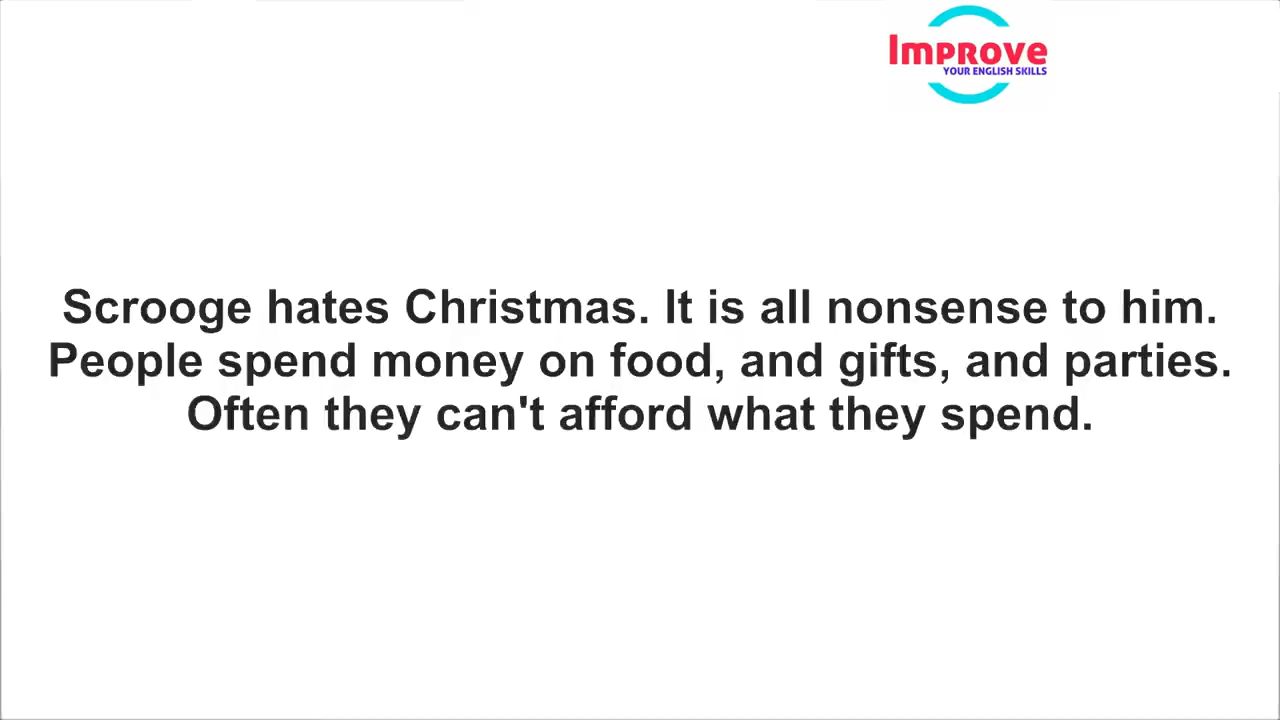 Improve
YOUR ENGLISH SKILLS
Scrooge hates Christmas. It is all nonsense to him.
People spend money on food, and gifts, and parties.
Often they can't afford what they spend.